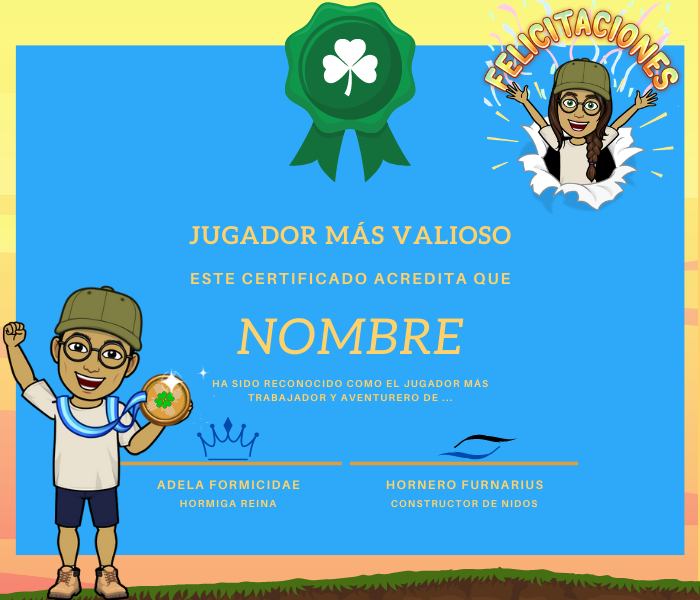 FELICITACIONES
JUGADOR MÁS VALIOSO
ESTE CERTIFICADO ACREDITA QUE
NOMBRE
HA SIDO RECONOCIDO COMO EL JUGADOR MÁS
TRABAJADOR Y AVENTURERO DE ...
ADELA FORMICIDAE
HORMIGA REINA
HORNERO FURNARIUS
CONSTRUCTOR DE NIDOS